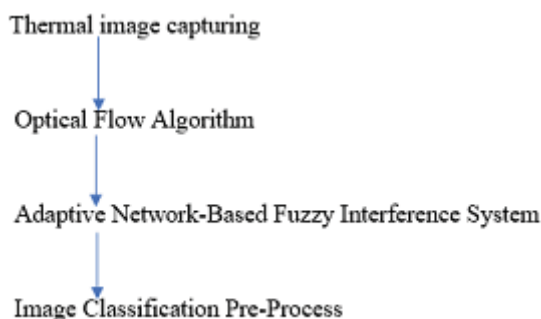 Thermal image capturing
Optical Flow Algorithm
Adaptive Network-Based Fuzzy Interference System
Image Classification Pre-Process